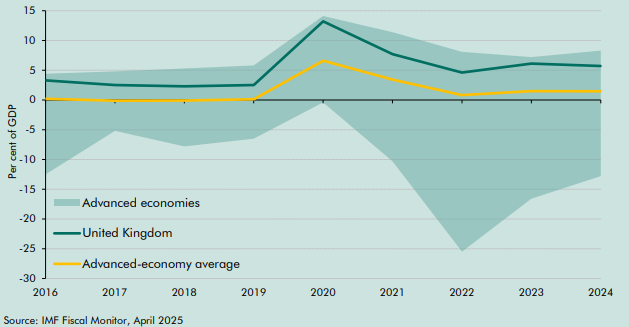 15
10
5
0
-5
-10
-15
-20
-25
-30
Per cent of GDP
Advanced economies
United Kingdom
Advanced-economy average
2016 2017 2018 2019 2020 2021 2022 2023 2024
Source: IMF Fiscal Monitor, April 2025